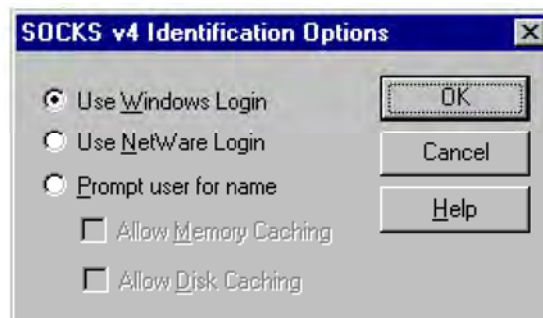 SOCKS v4 Identification Options
Use Windows Login
Use NetWare Login
Prompt user for name
Allow Memory Caching
Allow Disk Caching
OK
Cancel
Help